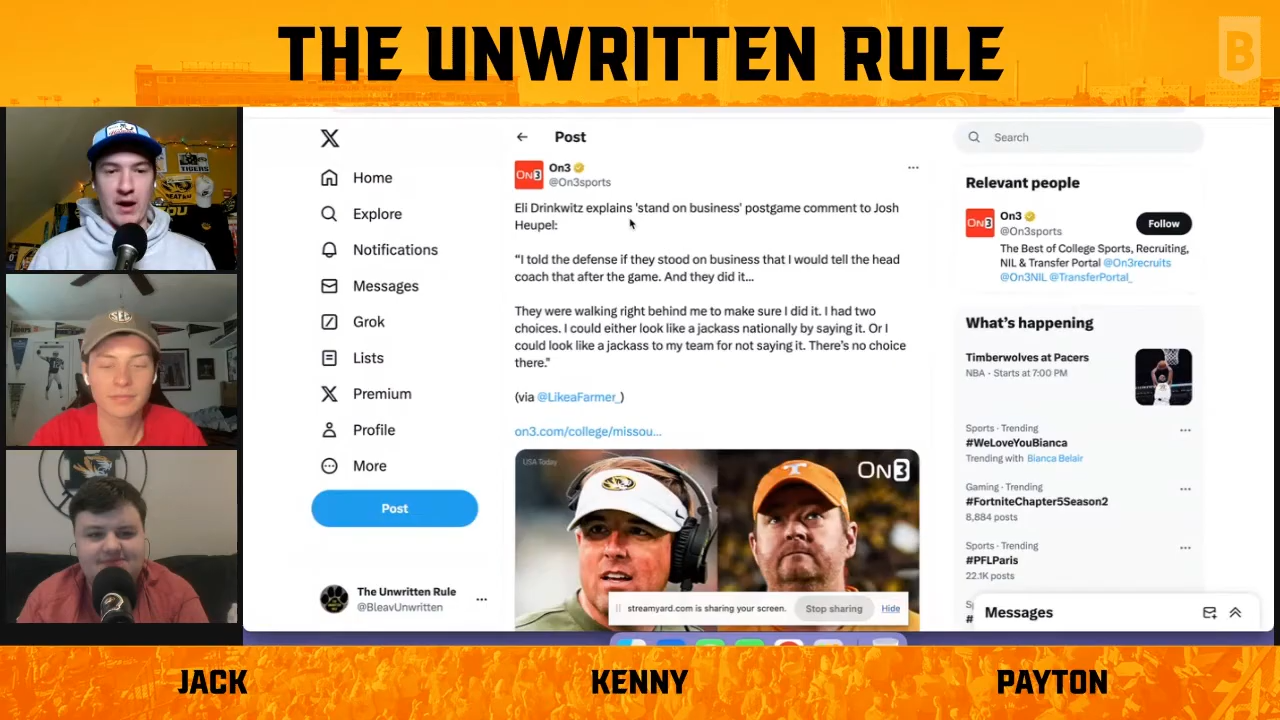 THE UNWRITTEN RULE
B
TIGERS
X
Home
Explore
Notifications
Messages
Grok
Lists
Premium
Profile
More
Post
The Unwritten Rule
@BleavUnwritten
Post
ON3
On3
@On3sports
Eli Drinkwitz explains 'stand on business' postgame comment to Josh
Heupel:
“I told the defense if they stood on business that I would tell the head
coach that after the game. And they did it...
They were walking right behind me to make sure I did it. I had two
choices. I could either look like a jackass nationally by saying it. Or I
could look like a jackass to my team for not saying it. There's no choice
there."
(via @LikeaFarmer_)
on3.com/college/missou...
USA Today
ON3
T
streamyard.com is sharing your screen.
Stop sharing
Hide
Search
Relevant people
ON3
On3
@On3sports
Follow
The Best of College Sports, Recruiting,
NIL & Transfer Portal @On3recruits
@On3NIL @TransferPortal_
What's happening
Timberwolves at Pacers
NBA · Starts at 7:00 PM
Sports · Trending
#WeLoveYouBianca
Trending with Bianca Belair
Gaming · Trending
#FortniteChapter5Season2
8,884 posts
Sports · Trending
#PFLParis
22.1K posts
Messages
JACK
KENNY
PAYTON